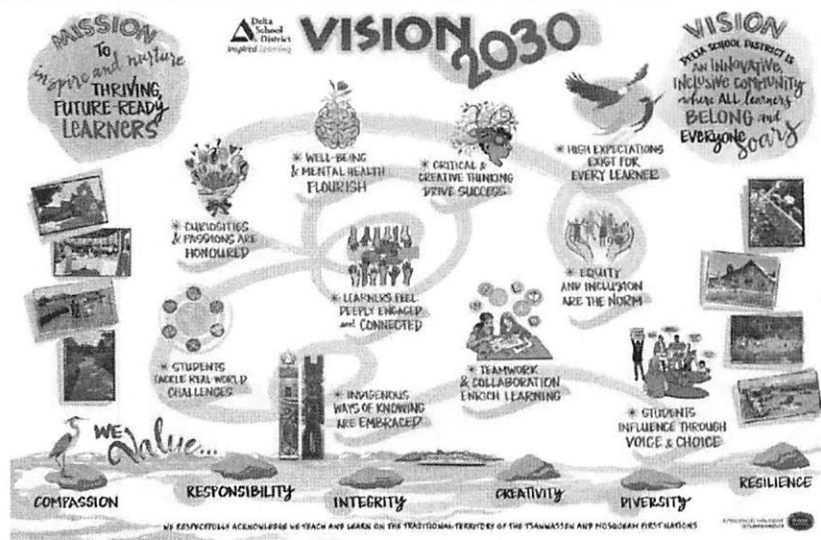 MISSION
To
inspire and nurture
THRIVING,
FUTURE-READY
LEARNERS
Delta
School
District
Inspired Learning
VISION
2030
VISION
DELTA SCHOOL DISTRICT IS
AN INNOVATIVE,
INCLUSIVE COMMUNITY
where ALL learners
BELONG and
EVERYONE
soars
* WELL-BEING
& MENTAL HEALTH
FLOURISH
* CRITICAL &
CREATIVE THINKING
DRIVE SUCCESS
* HIGH EXPECTATIONS
EXIST FOR
EVERY LEARNER
* CURIOSITIES
& PASSIONS ARE
HONOURED
* LEARNERS FEEL
DEEPLY ENGAGED
and CONNECTED
* EQUITY
AND INCLUSION
ARE THE NORM
* STUDENTS
TACKLE REAL-WORLD
CHALLENGES
* INDIGENOUS
WAYS OF KNOWING
ARE EMBRACED
* TEAMWORK
& COLLABORATION
ENRICH LEARNING
* STUDENTS
INFLUENCE THROUGH
VOICE & CHOICE
WE
Value...
COMPASSION
RESPONSIBILITY
INTEGRITY
CREATIVITY
DIVERSITY
RESILIENCE
WE RESPECTFULLY ACKNOWLEDGE WE TEACH AND LEARN ON THE TRADITIONAL TERRITORY OF THE TSAWWASSEN AND MUSQUEAM FIRST NATIONS